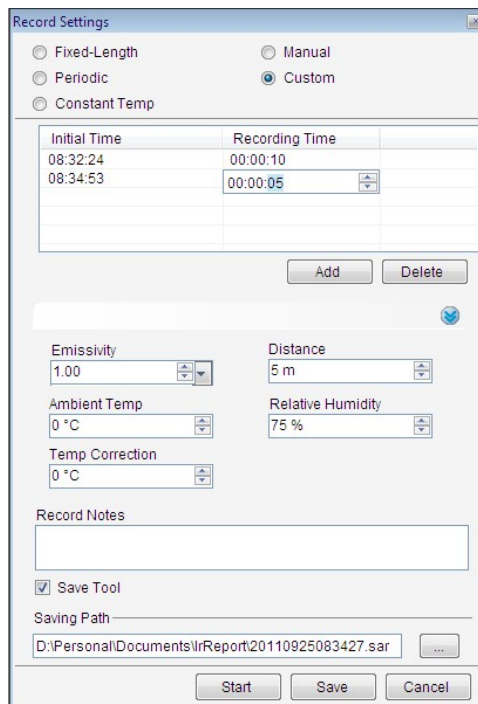 Record Settings
Fixed-Length Manual
Periodic Custom
Constant Temp
Initial Time Recording Time
08:32:24 00:00:10
08:34:53 00:00:05
Add Delete
Emissivity Distance
1.00 5 m
Ambient Temp Relative Humidity
0 °C 75 %
Temp Correction
0 °C
Record Notes
Save Tool
Saving Path
D:\Personal\Documents\IrReport\20110925083427.sar ...
Start Save Cancel